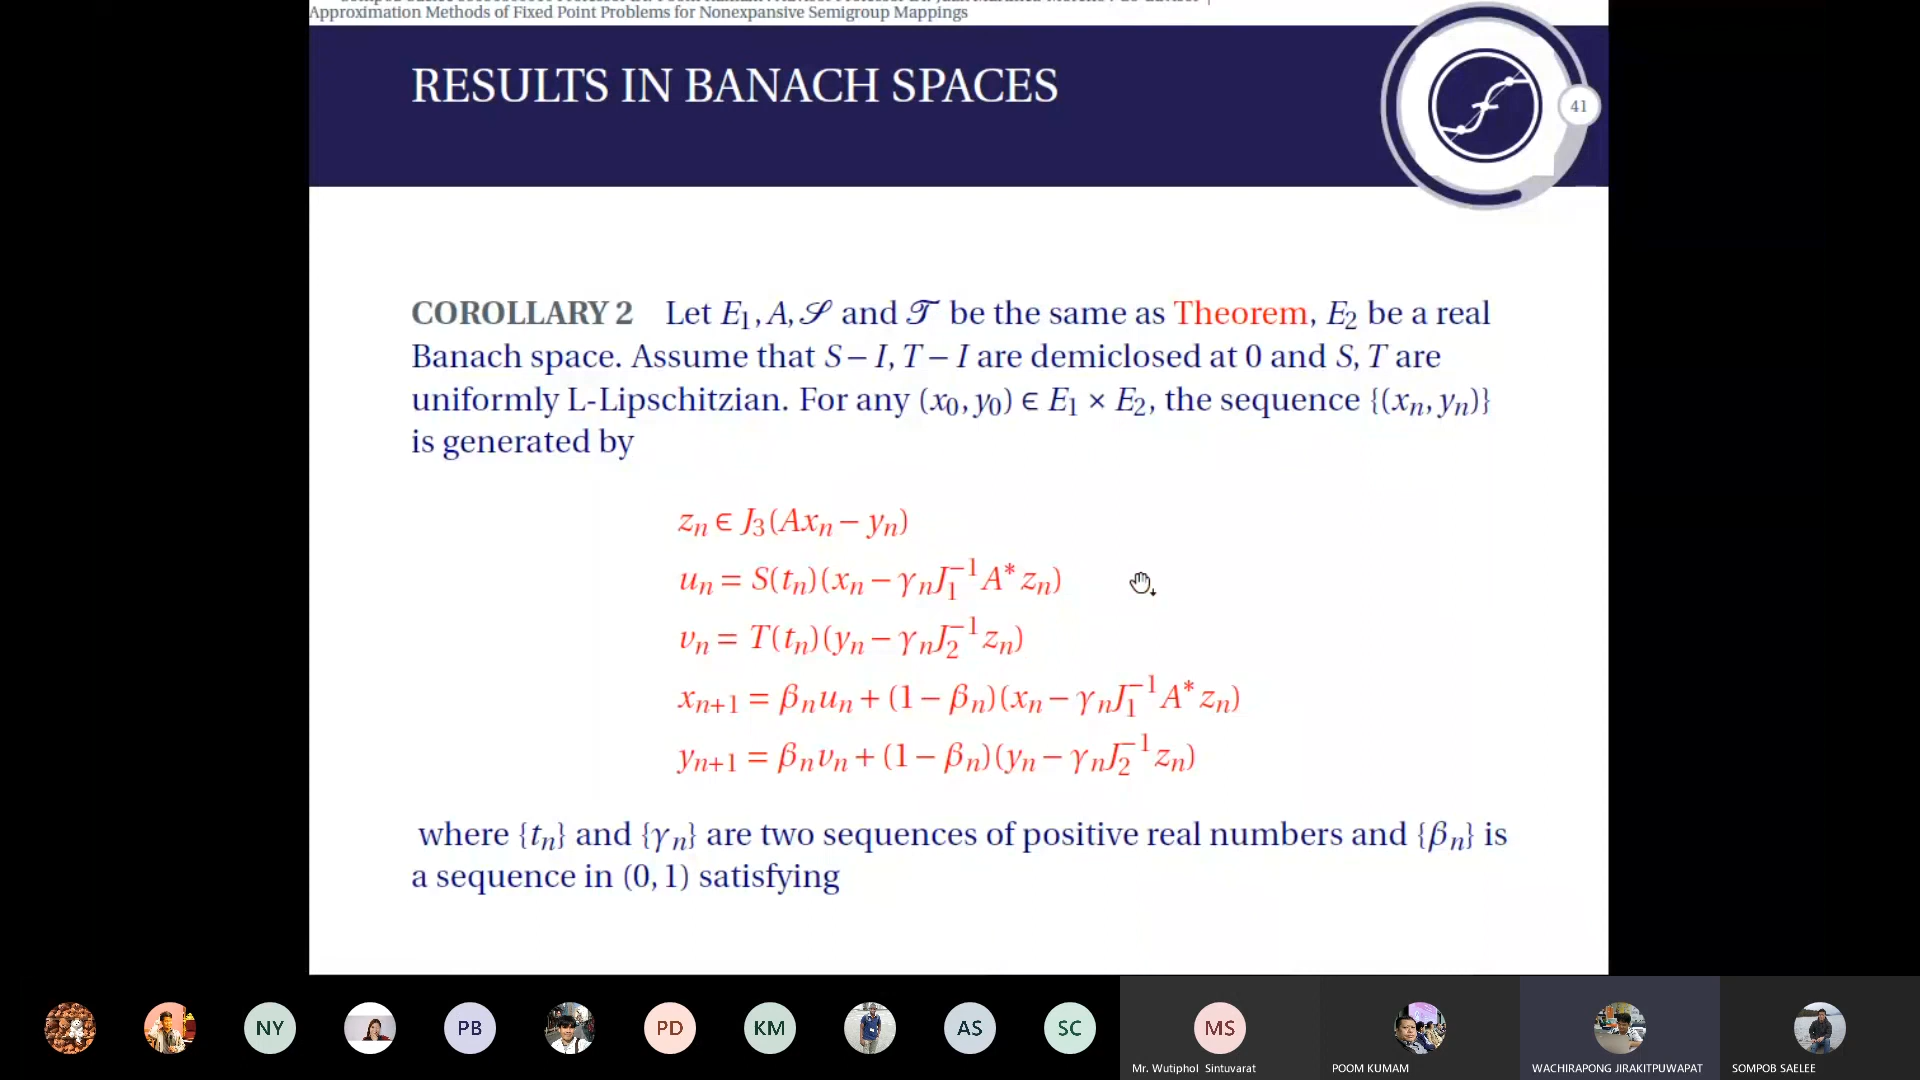 Approximation Methods of Fixed Point Problems for Nonexpansive Semigroup Mappings
RESULTS IN BANACH SPACES
41
COROLLARY 2 Let E₁, A, 𝒮 and 𝒯 be the same as Theorem, E₂ be a real
Banach space. Assume that S − I, T − I are demiclosed at 0 and S, T are
uniformly L-Lipschitzian. For any (x₀, y₀) ∈ E₁ × E₂, the sequence {(xₙ, yₙ)}
is generated by
zₙ ∈ J₃(Axₙ − yₙ)
uₙ = S(tₙ)(xₙ − γₙJ₁⁻¹A*zₙ)
vₙ = T(tₙ)(yₙ − γₙJ₂⁻¹zₙ)
xₙ₊₁ = βₙuₙ + (1 − βₙ)(xₙ − γₙJ₁⁻¹A*zₙ)
yₙ₊₁ = βₙvₙ + (1 − βₙ)(yₙ − γₙJ₂⁻¹zₙ)
where {tₙ} and {γₙ} are two sequences of positive real numbers and {βₙ} is
a sequence in (0, 1) satisfying
NY
PB
PD
KM
AS
SC
MS
Mr. Wutiphol Sintuvarat
POOM KUMAM
WACHIRAPONG JIRAKITPUWAPAT
SOMPOB SAELEE